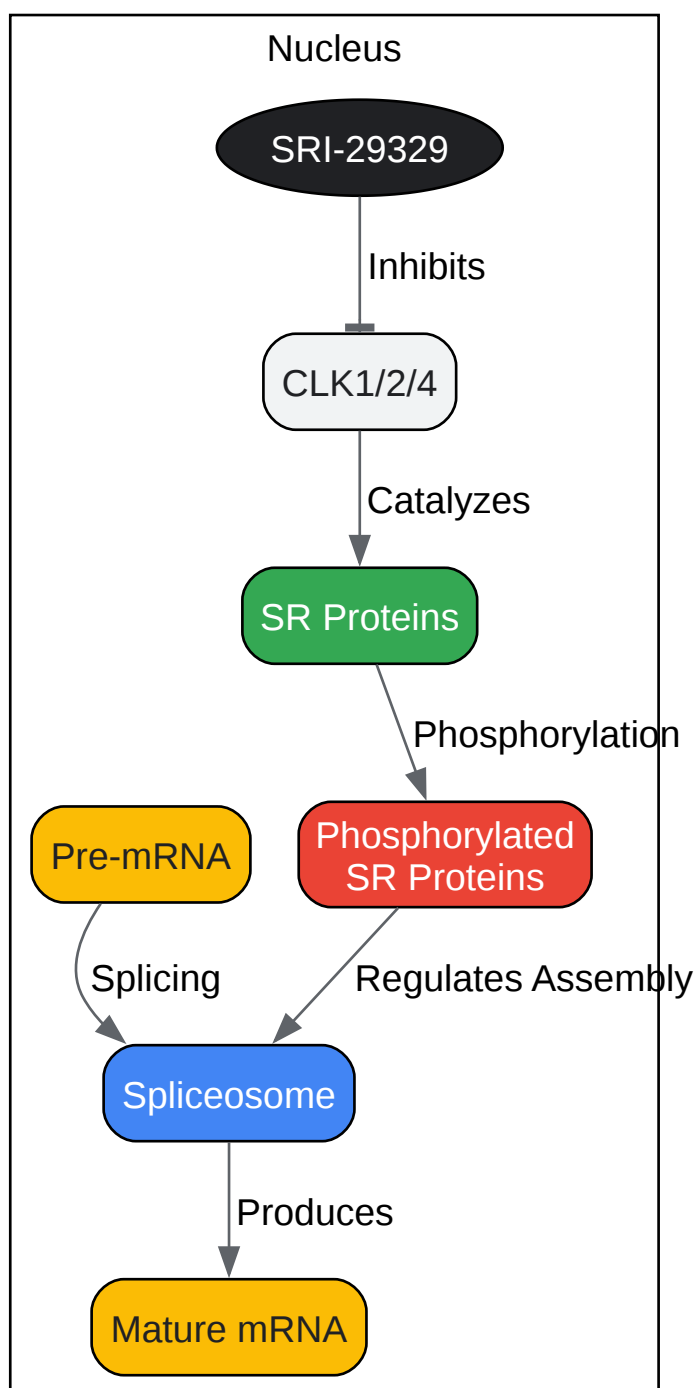 Nucleus
SRI-29329
Inhibits
CLK1/2/4
Catalyzes
SR Proteins
Phosphorylation
Pre-mRNA
Phosphorylated
SR Proteins
Splicing
Regulates Assembly
Spliceosome
Produces
Mature mRNA